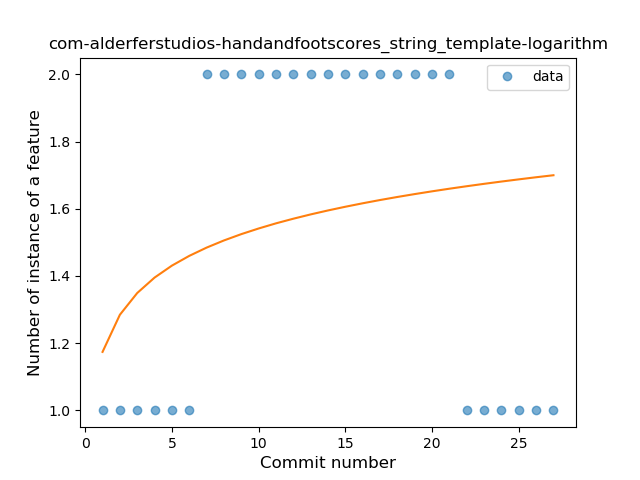 com-alderferstudios-handandfootscores_string_template-logarithm
data
2.0
1.8
1.6
1.4
1.2
1.0
Number of instance of a feature
0 5 10 15 20 25
Commit number